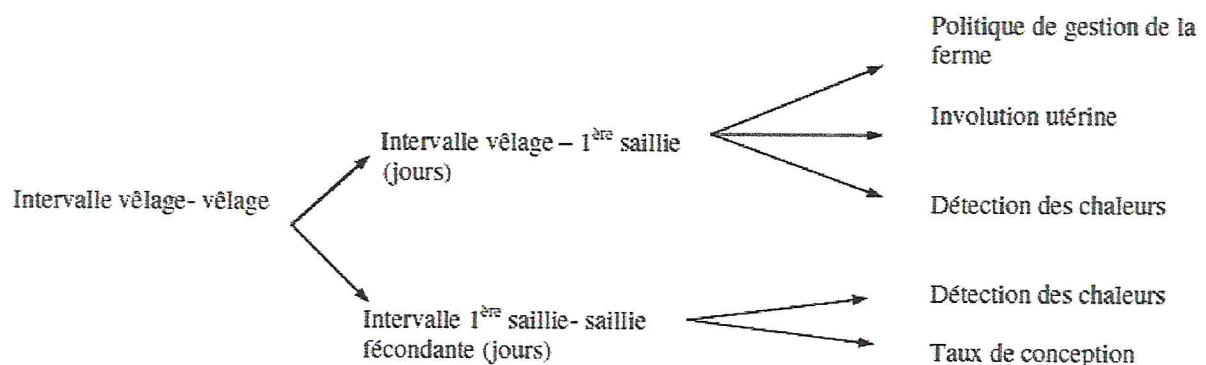 Politique de gestion de la
ferme
Involution utérine
Intervalle vêlage – 1ère saillie
(jours)
Intervalle vêlage- vêlage
Détection des chaleurs
Détection des chaleurs
Intervalle 1ère saillie- saillie
fécondante (jours)
Taux de conception